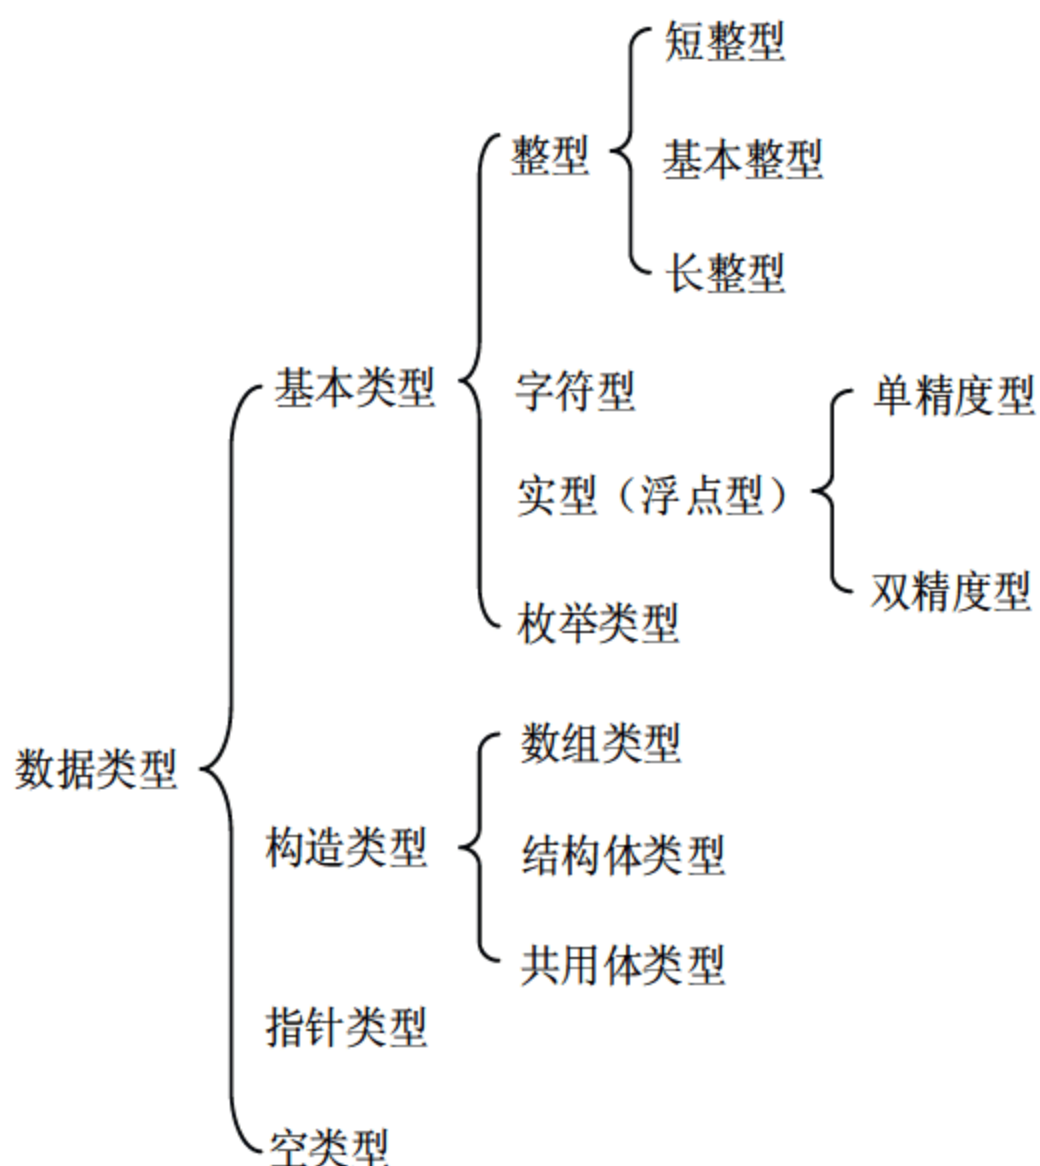 短整型
整型
基本整型
长整型
基本类型
字符型
单精度型
实型（浮点型）
双精度型
枚举类型
数据类型
数组类型
构造类型
结构体类型
共用体类型
指针类型
空类型